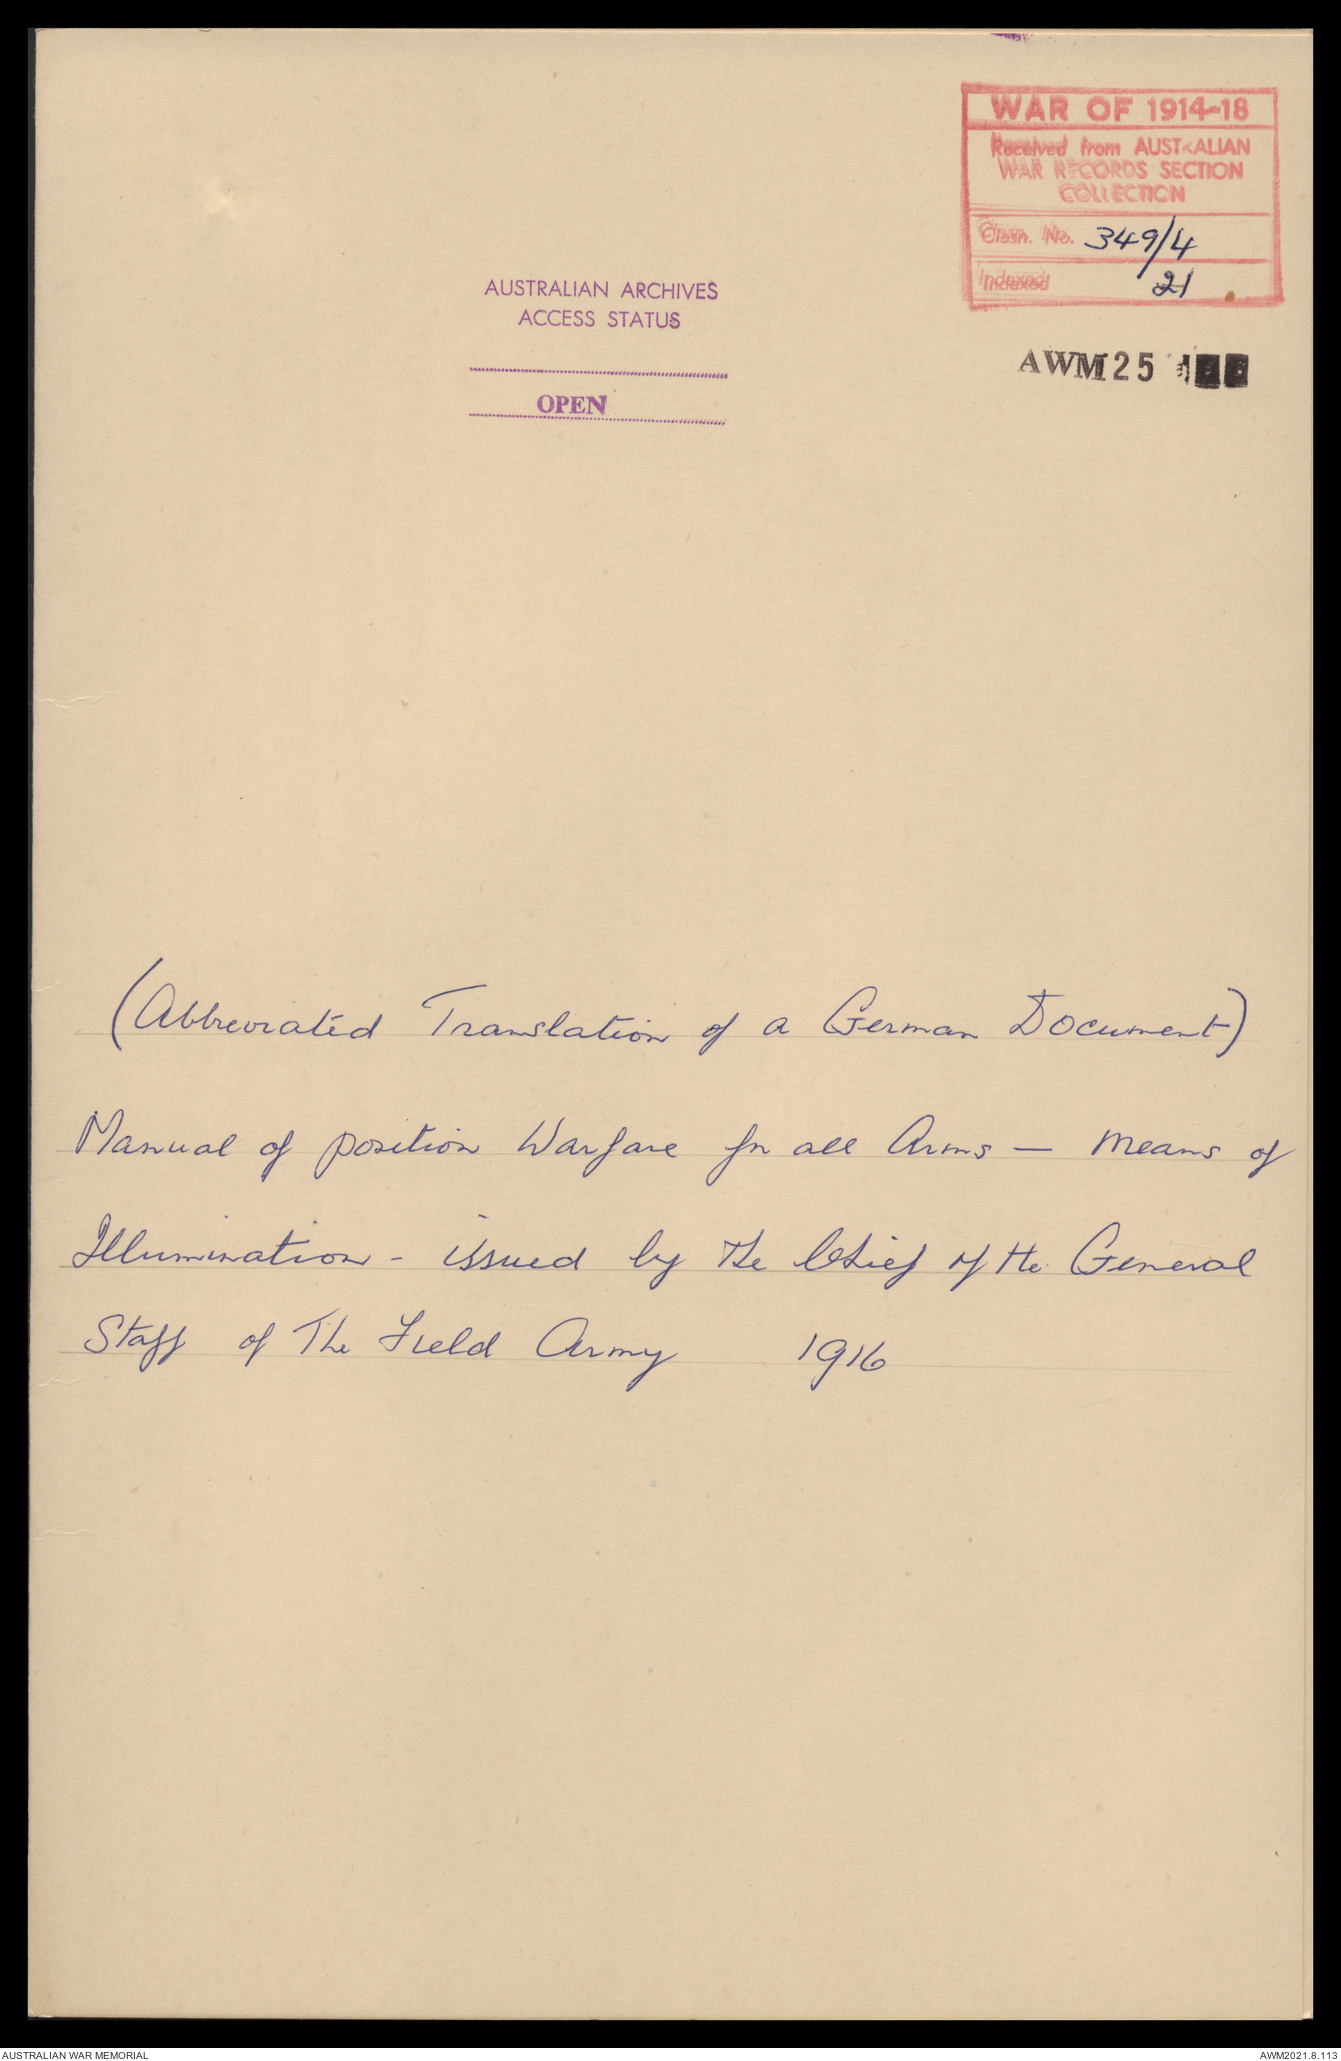 WAR OF 1914-18
Received from AUSTRALIAN
WAR RECORDS SECTION
COLLECTION
Classn. No. 349/4
Indexed 21
AUSTRALIAN ARCHIVES
ACCESS STATUS
OPEN
AWM25
(Abbreviated Translation of a German Document)
Manual of position Warfare for all Arms — Means of
Illumination - issued by the Chief of the General
Staff of The Field Army 1916
AUSTRALIAN WAR MEMORIAL
AWM2021.8.113